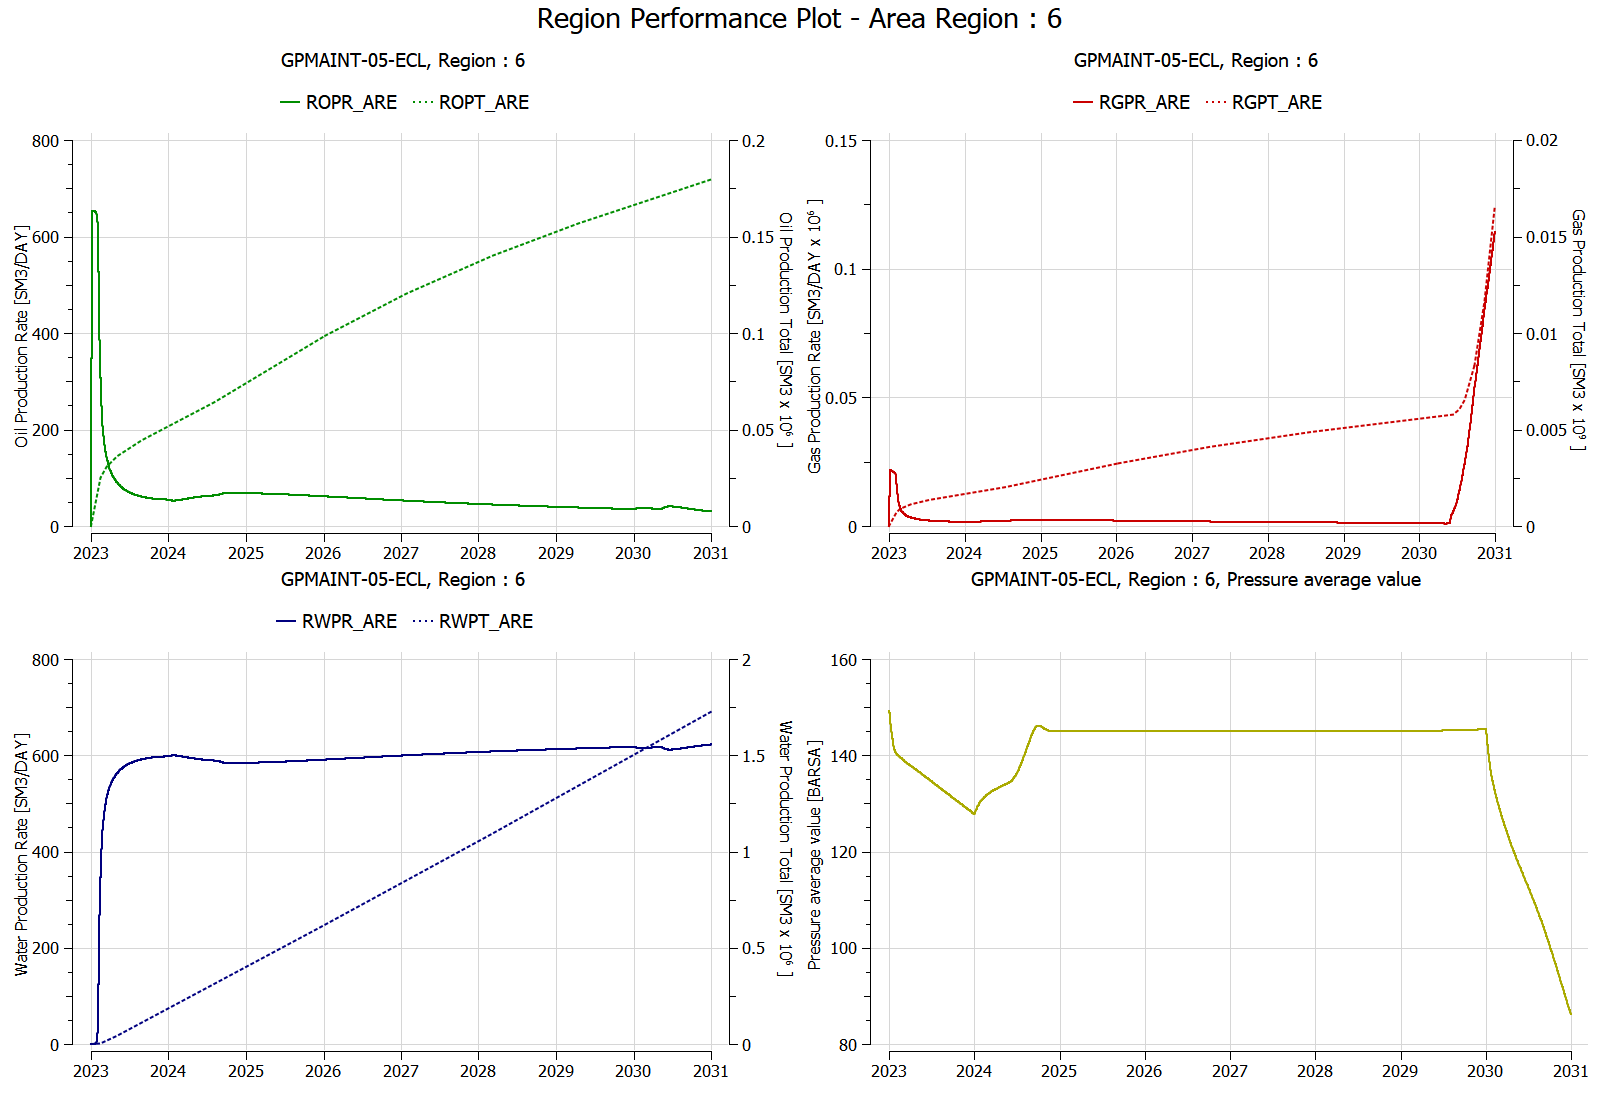 Region Performance Plot - Area Region : 6
GPMAINT-05-ECL, Region : 6
ROPR_ARE ROPT_ARE
Oil Production Rate [SM3/DAY]
800
600
400
200
0
Oil Production Total [SM3 x 10⁶ ]
0.2
0.15
0.1
0.05
0
2023 2024 2025 2026 2027 2028 2029 2030 2031
GPMAINT-05-ECL, Region : 6
RGPR_ARE RGPT_ARE
Gas Production Rate [SM3/DAY x 10⁶ ]
0.15
0.1
0.05
0
Gas Production Total [SM3 x 10⁹ ]
0.02
0.015
0.01
0.005
0
2023 2024 2025 2026 2027 2028 2029 2030 2031
GPMAINT-05-ECL, Region : 6
RWPR_ARE RWPT_ARE
Water Production Rate [SM3/DAY]
800
600
400
200
0
Water Production Total [SM3 x 10⁶ ]
2
1.5
1
0.5
0
2023 2024 2025 2026 2027 2028 2029 2030 2031
GPMAINT-05-ECL, Region : 6, Pressure average value
Pressure average value [BARSA]
160
140
120
100
80
2023 2024 2025 2026 2027 2028 2029 2030 2031